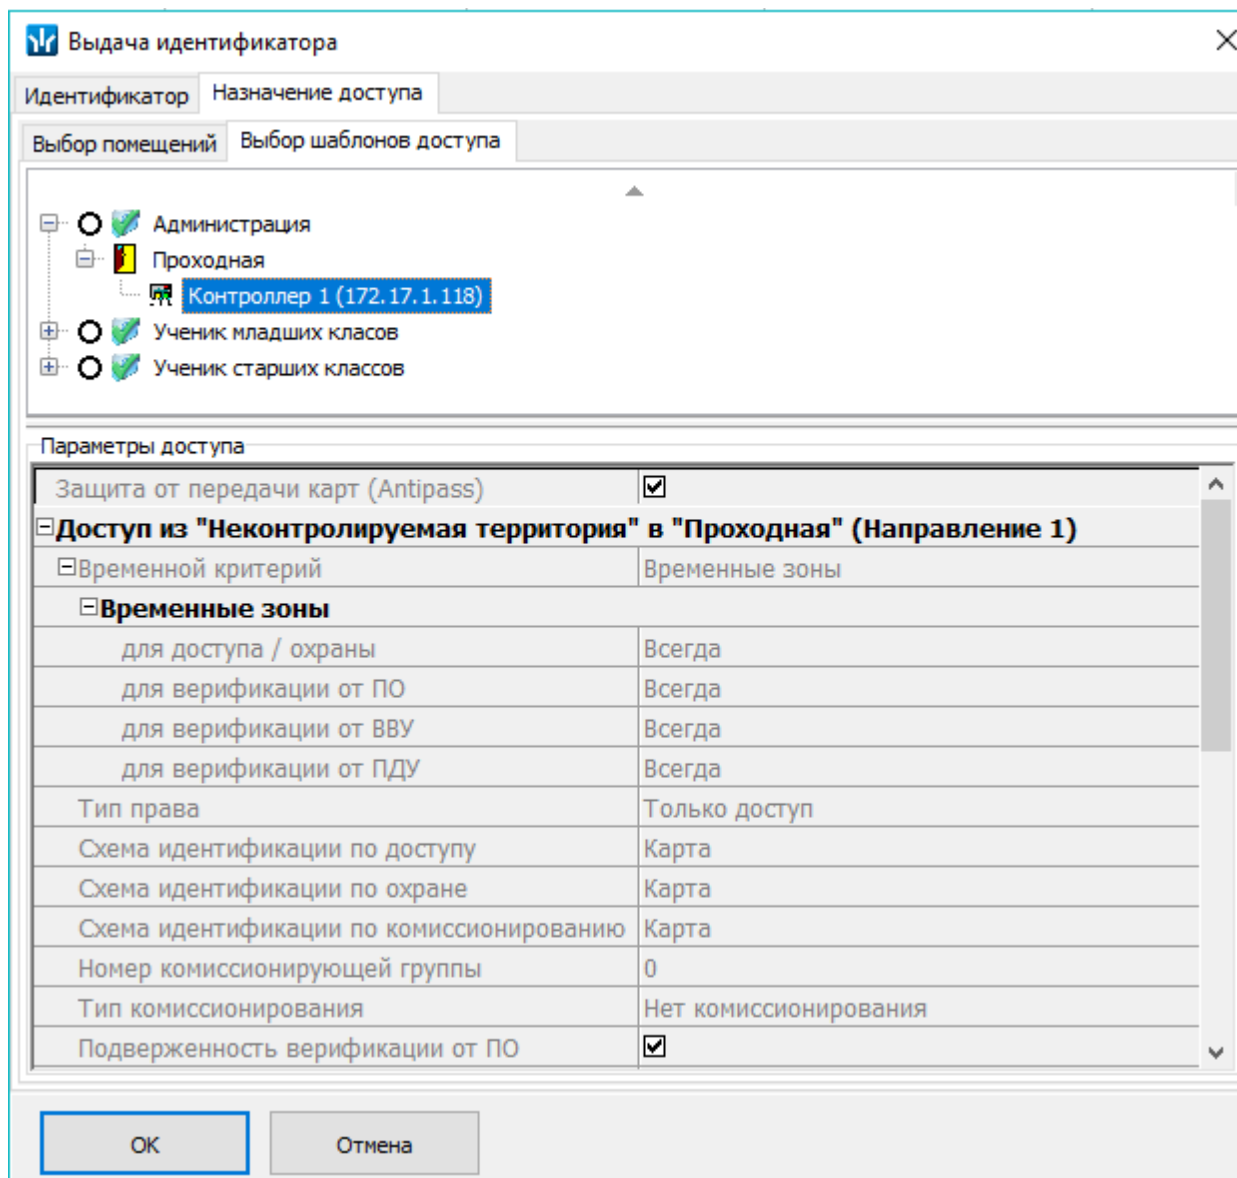 Выдача идентификатора
Идентификатор Назначение доступа
Выбор помещений Выбор шаблонов доступа
Администрация
Проходная
Контроллер 1 (172.17.1.118)
Ученик младших класов
Ученик старших классов
Параметры доступа
Защита от передачи карт (Antipass)
Доступ из "Неконтролируемая территория" в "Проходная" (Направление 1)
Временной критерий Временные зоны
Временные зоны
для доступа / охраны Всегда
для верификации от ПО Всегда
для верификации от ВВУ Всегда
для верификации от ПДУ Всегда
Тип права Только доступ
Схема идентификации по доступу Карта
Схема идентификации по охране Карта
Схема идентификации по комиссионированию Карта
Номер комиссионирующей группы 0
Тип комиссионирования Нет комиссионирования
Подверженность верификации от ПО
ОК Отмена